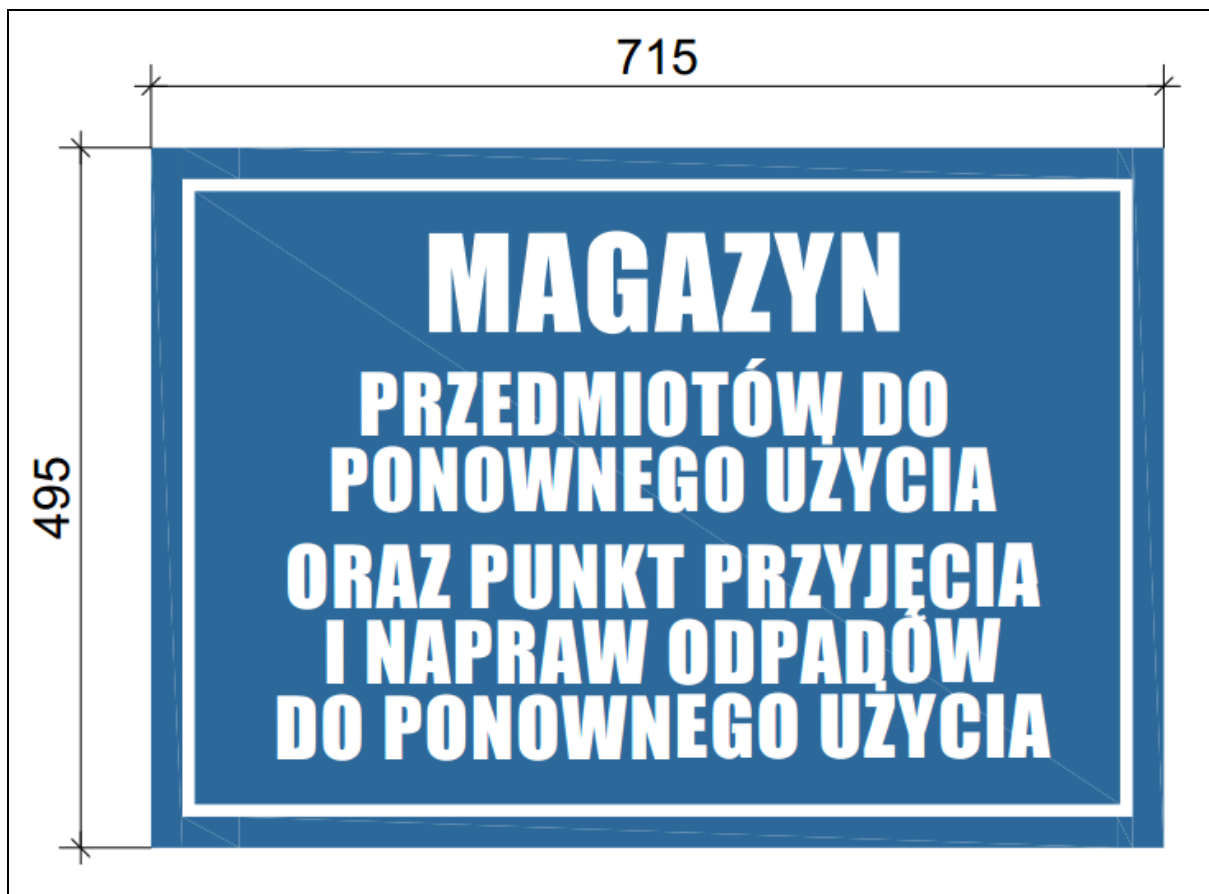 715
495
MAGAZYN
PRZEDMIOTÓW DO
PONOWNEGO UŻYCIA
ORAZ PUNKT PRZYJĘCIA
I NAPRAW ODPADÓW
DO PONOWNEGO UŻYCIA